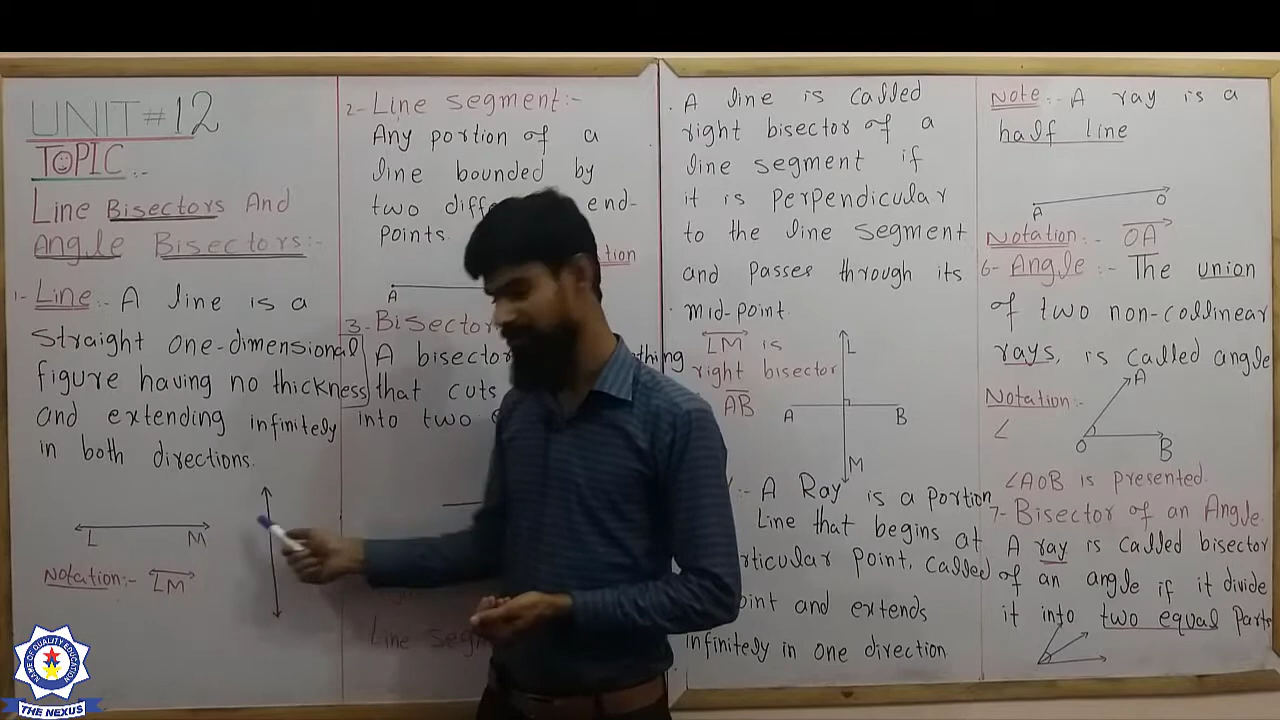 UNIT#12
TOPIC:-
Line Bisectors And
Angle Bisectors:-
1- Line:- A line is a
straight one-dimensional
figure having no thickness
and extending infinitely
in both directions.
L M
Notation:- LM
2- Line segment:-
Any portion of a
line bounded by
two end-
points.
A
3- Bisector
A bisector
that cuts
into two
Line
. A line is called
right bisector of a
line segment if
it is perpendicular
to the line segment
and passes through its
. mid-point.
LM is
right bisector
AB
L
A B
M
:- A Ray is a portion
Line that begins at
point, called
and extends
infinitely in one direction
Note:- A ray is a
half line
A O
Notation:- OA
6- Angle:- The union
of two non-collinear
rays, is called angle
Notation:-
∠
A
O B
∠AOB is presented.
7- Bisector of an Angle.
A ray is called bisector
of an angle if it divide
it into two equal parts
NAME OF QUALITY EDUCATION
THE NEXUS